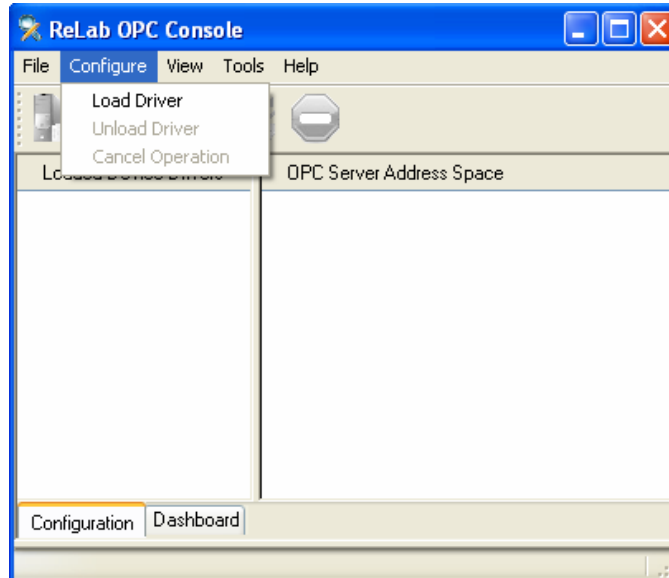 ReLab OPC Console
File Configure View Tools Help
Load Driver
Unload Driver
Cancel Operation
OPC Server Address Space
Configuration Dashboard